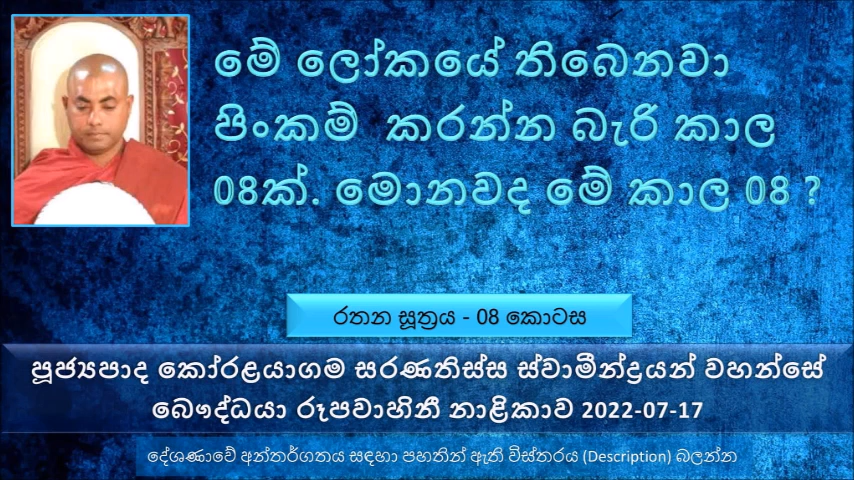 මේ ලෝකයේ තිබෙනවා
පිංකම් කරන්න බැරි කාල
08ක්. මොනවද මේ කාල 08 ?
රතන සූත්‍රය - 08 කොටස
පූජ්‍යපාද කෝරළයාගම සරණතිස්ස ස්වාමීන්ද්‍රයන් වහන්සේ
බෞද්ධයා රූපවාහිනී නාළිකාව 2022-07-17
දේශණාවේ අන්තර්ගතය සඳහා පහතින් ඇති විස්තරය (Description) බලන්න